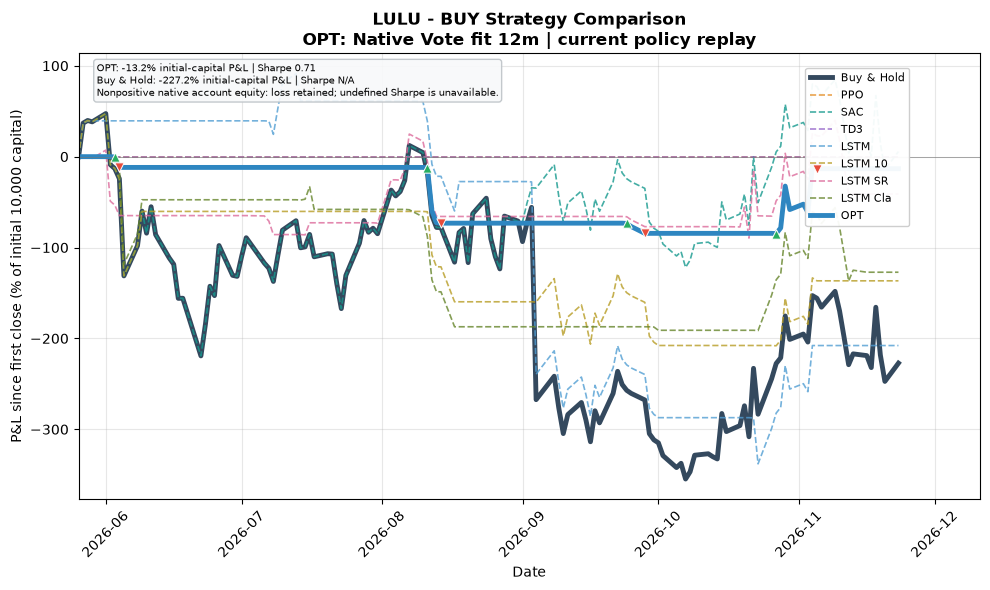 LULU - BUY Strategy Comparison
OPT: Native Vote fit 12m | current policy replay
OPT: -13.2% initial-capital P&L | Sharpe 0.71
Buy & Hold: -227.2% initial-capital P&L | Sharpe N/A
Nonpositive native account equity: loss retained; undefined Sharpe is unavailable.
Buy & Hold
PPO
SAC
TD3
LSTM
LSTM 10
LSTM SR
LSTM Cla
OPT
P&L since first close (% of initial 10,000 capital)
100
0
−100
−200
−300
2026-06
2026-07
2026-08
2026-09
2026-10
2026-11
2026-12
Date